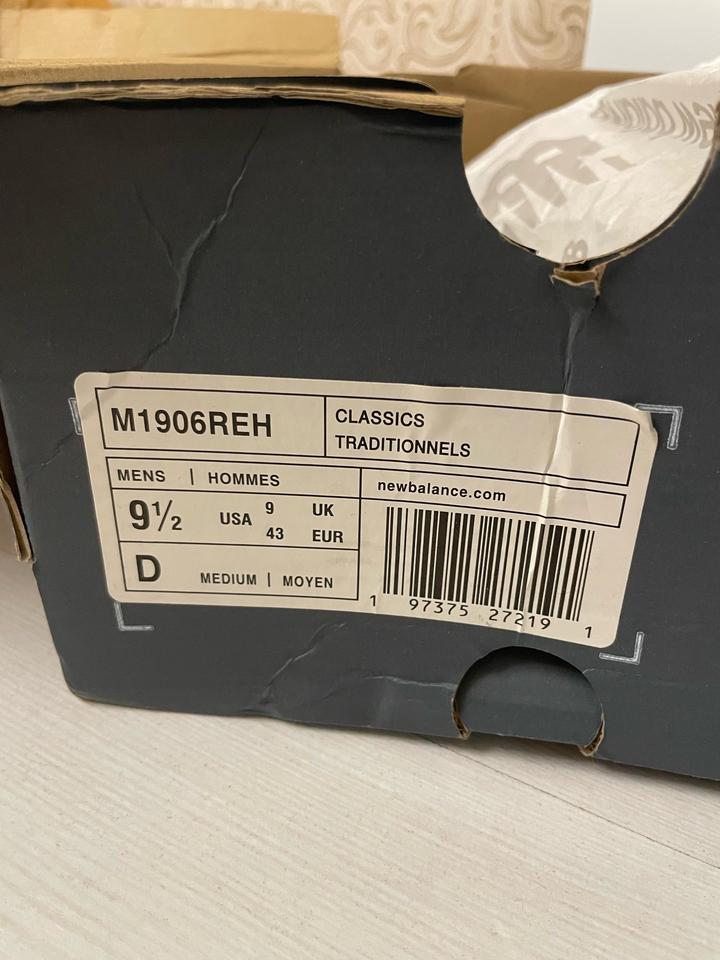 M1906REH
CLASSICS
TRADITIONNELS
MENS | HOMMES
newbalance.com
9½ USA 9 UK
43 EUR
D MEDIUM | MOYEN
1 97375 27219 1